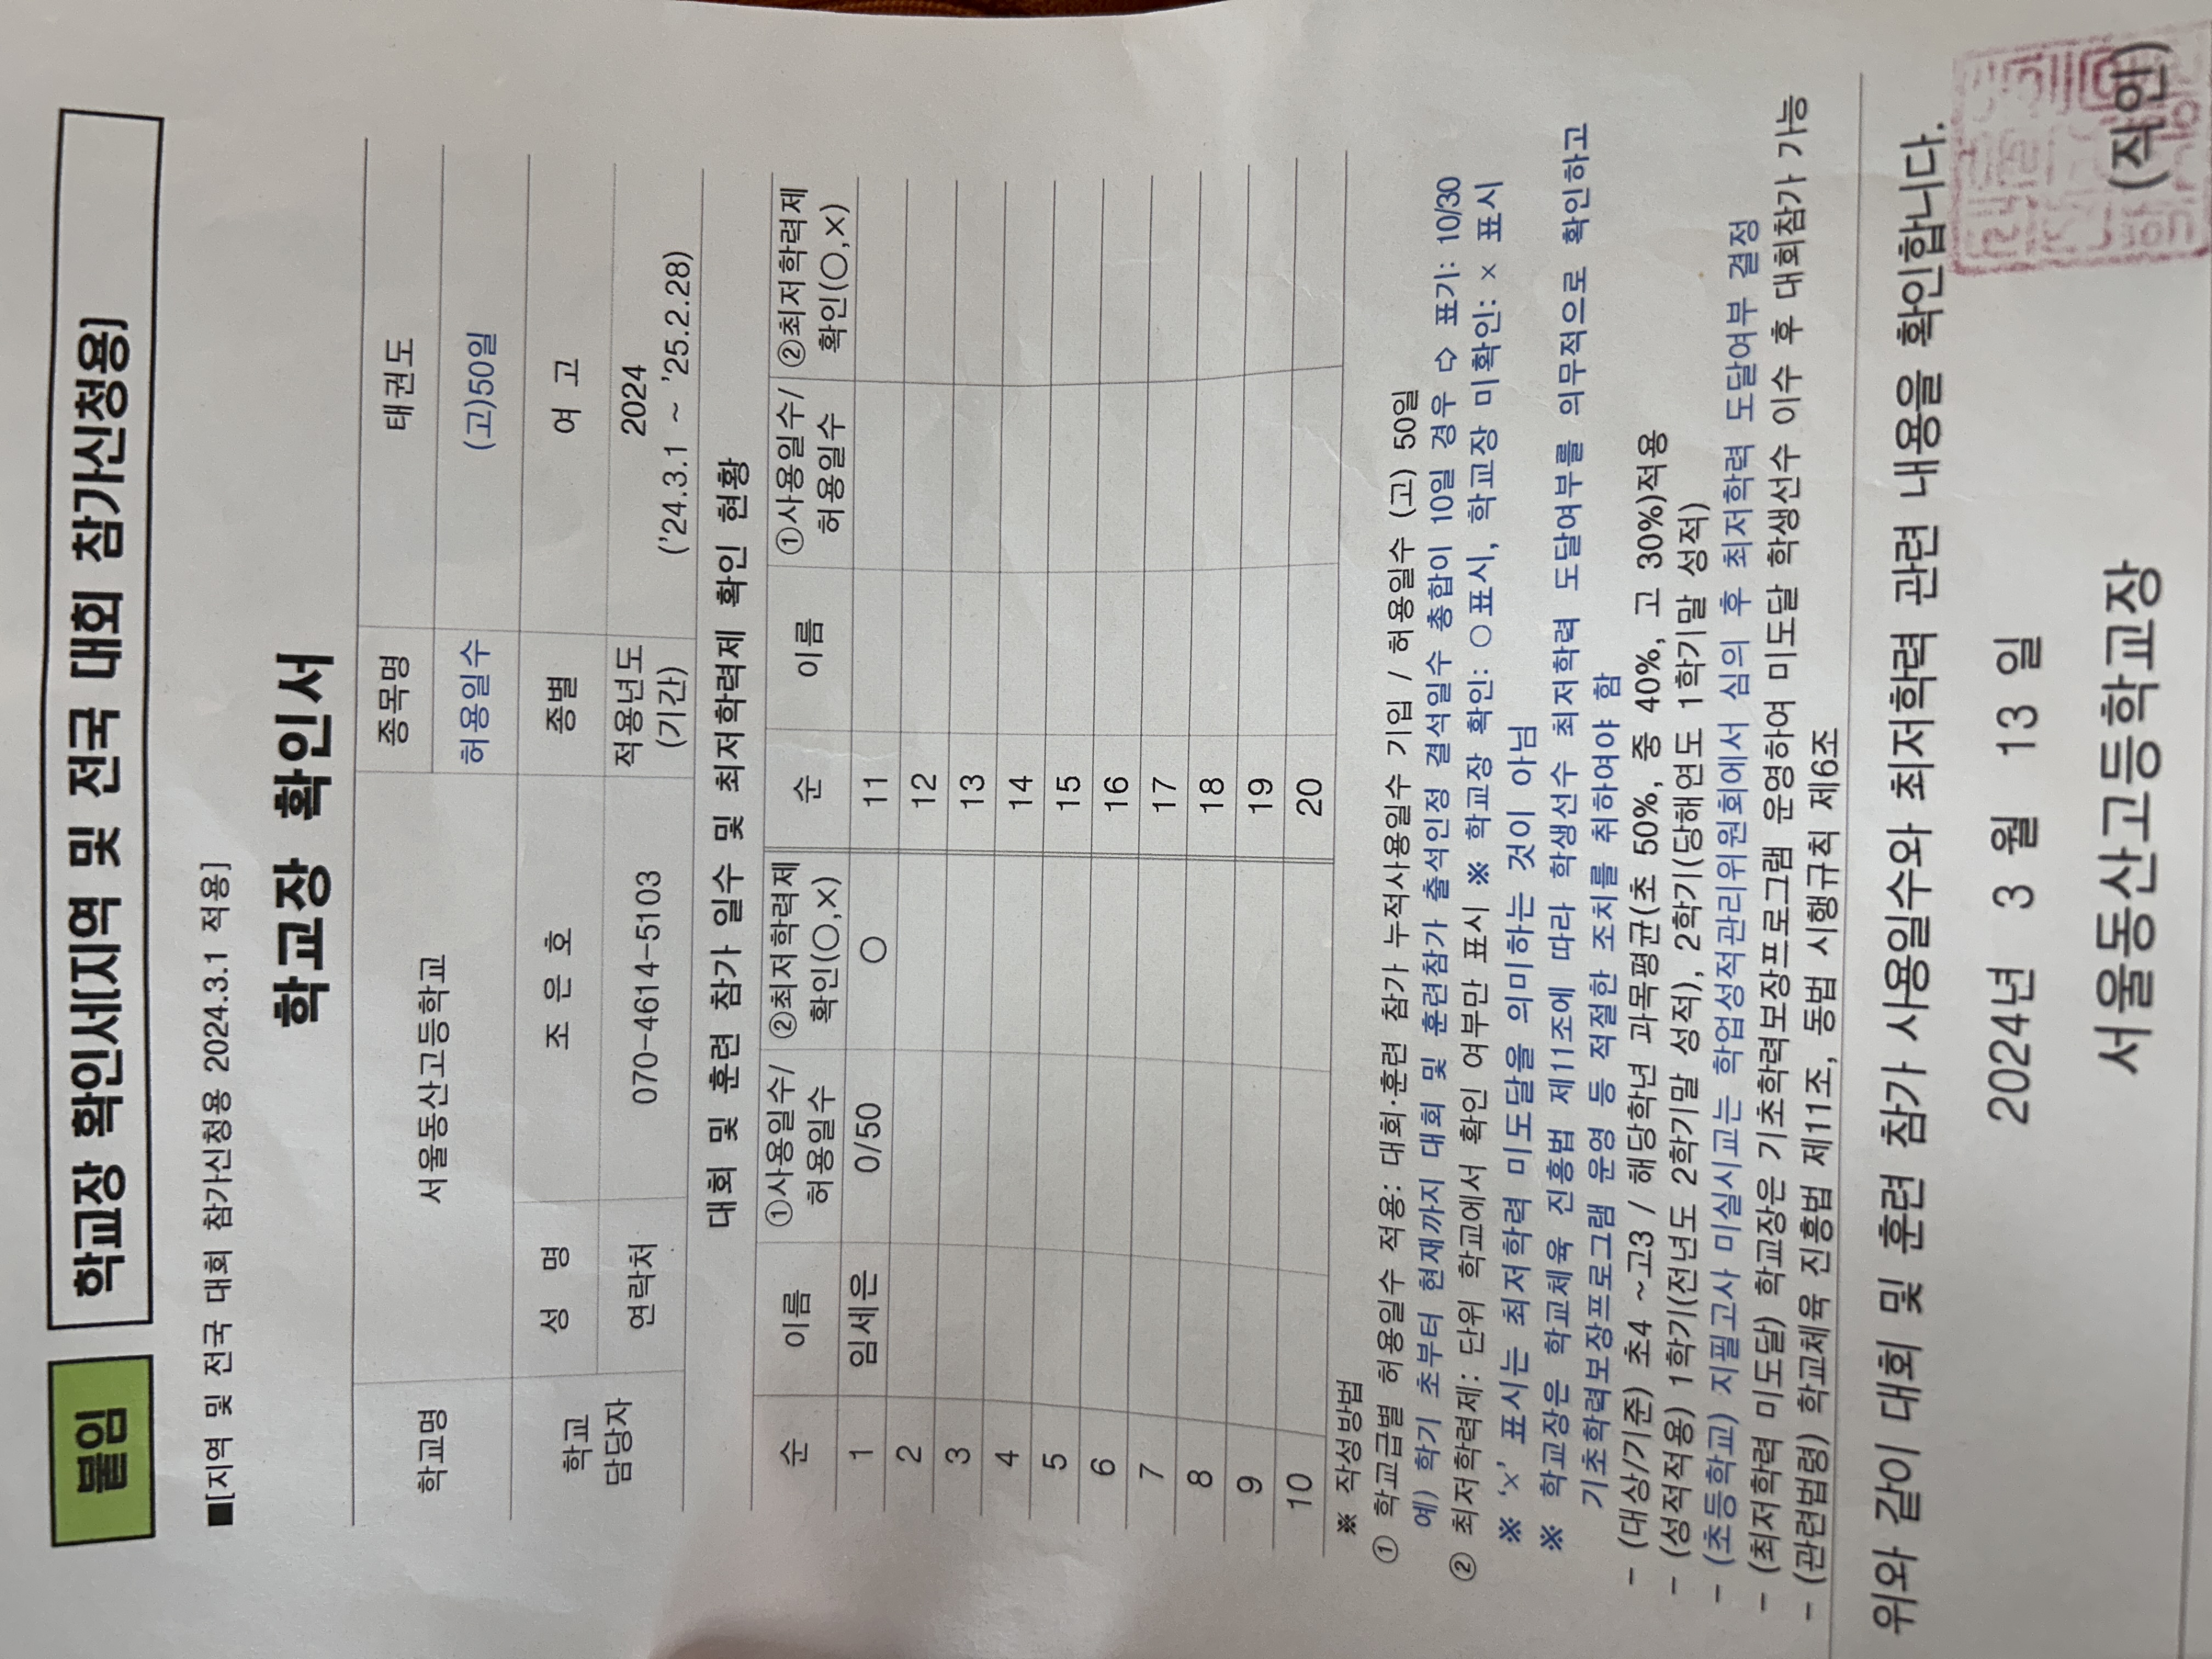 붙임
학교장 확인서[지역 및 전국 대회 참가신청용]
■[지역 및 전국 대회 참가신청용 2024.3.1 적용]
학교장 확인서
학교명 서울동산고등학교 종목명 태권도
허용일수 (고)50일
학교 담당자 성 명 조 은 호 종별 여 고
연락처 070-4614-5103 적용년도 (기간) 2024 ('24.3.1 ~ '25.2.28)
대회 및 훈련 참가 일수 및 최저학력제 확인 현황
순 이름 ①사용일수/허용일수 ②최저학력제 확인(○,×) 순 이름 ①사용일수/허용일수 ②최저학력제 확인(○,×)
1 임세은 0/50 ○ 11
2 12
3 13
4 14
5 15
6 16
7 17
8 18
9 19
10 20
※ 작성방법
① 학교급별 허용일수 적용: 대회·훈련 참가 누적사용일수 기입 / 허용일수 (고) 50일
예) 학기 초부터 현재까지 대회 및 훈련참가 출석인정 결석일수 총합이 10일 경우 ⇨ 표기: 10/30
② 최저학력제: 단위 학교에서 확인 여부만 표시 ※ 학교장 확인: ○표시, 학교장 미확인: × 표시
※ '×' 표시는 최저학력 미도달을 의미하는 것이 아님
※ 학교장은 학교체육 진흥법 제11조에 따라 학생선수 최저학력 도달여부를 의무적으로 확인하고
기초학력보장프로그램 운영 등 적절한 조치를 취하여야 함
- (대상/기준) 초4 ~고3 / 해당학년 과목평균(초 50%, 중 40%, 고 30%)적용
- (성적적용) 1학기(전년도 2학기말 성적), 2학기(당해연도 1학기말 성적)
- (초등학교) 지필고사 미실시교는 학업성적관리위원회에서 심의 후 최저학력 도달여부 결정
- (최저학력 미도달) 학교장은 기초학력보장프로그램 운영하여 미도달 학생선수 이수 후 대회참가 가능
- (관련법령) 학교체육 진흥법 제11조, 동법 시행규칙 제6조
위와 같이 대회 및 훈련 참가 사용일수와 최저학력 관련 내용을 확인합니다.
2024년 3 월 13 일
서울동산고등학교장 (직인)